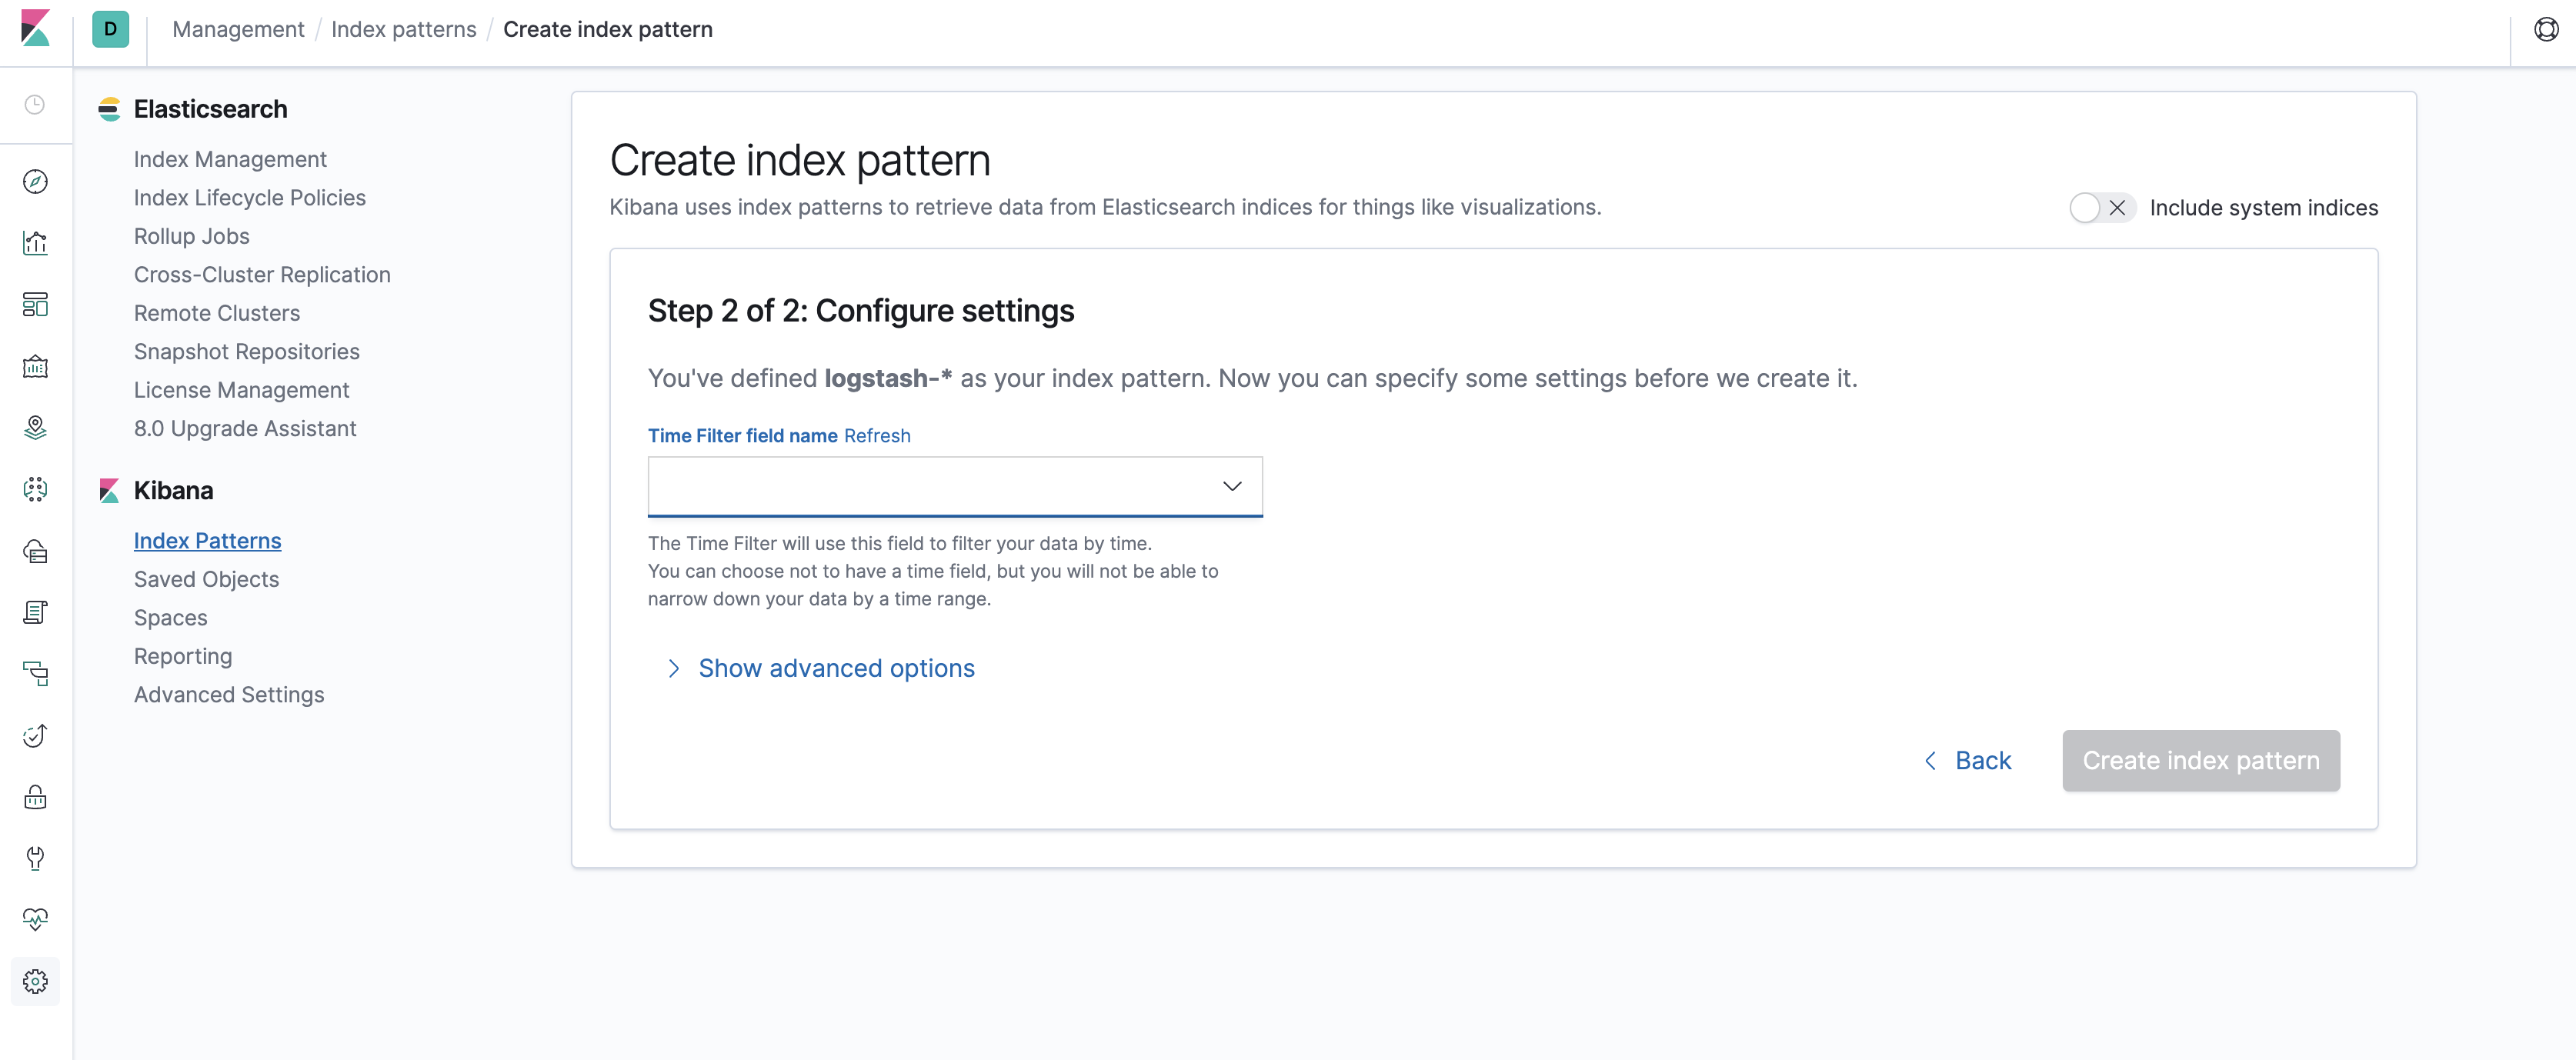 D
Management / Index patterns / Create index pattern
Elasticsearch
Index Management
Index Lifecycle Policies
Rollup Jobs
Cross-Cluster Replication
Remote Clusters
Snapshot Repositories
License Management
8.0 Upgrade Assistant
Kibana
Index Patterns
Saved Objects
Spaces
Reporting
Advanced Settings
Create index pattern
Kibana uses index patterns to retrieve data from Elasticsearch indices for things like visualizations.
Include system indices
Step 2 of 2: Configure settings
You've defined logstash-* as your index pattern. Now you can specify some settings before we create it.
Time Filter field name Refresh
The Time Filter will use this field to filter your data by time.
You can choose not to have a time field, but you will not be able to
narrow down your data by a time range.
Show advanced options
Back
Create index pattern